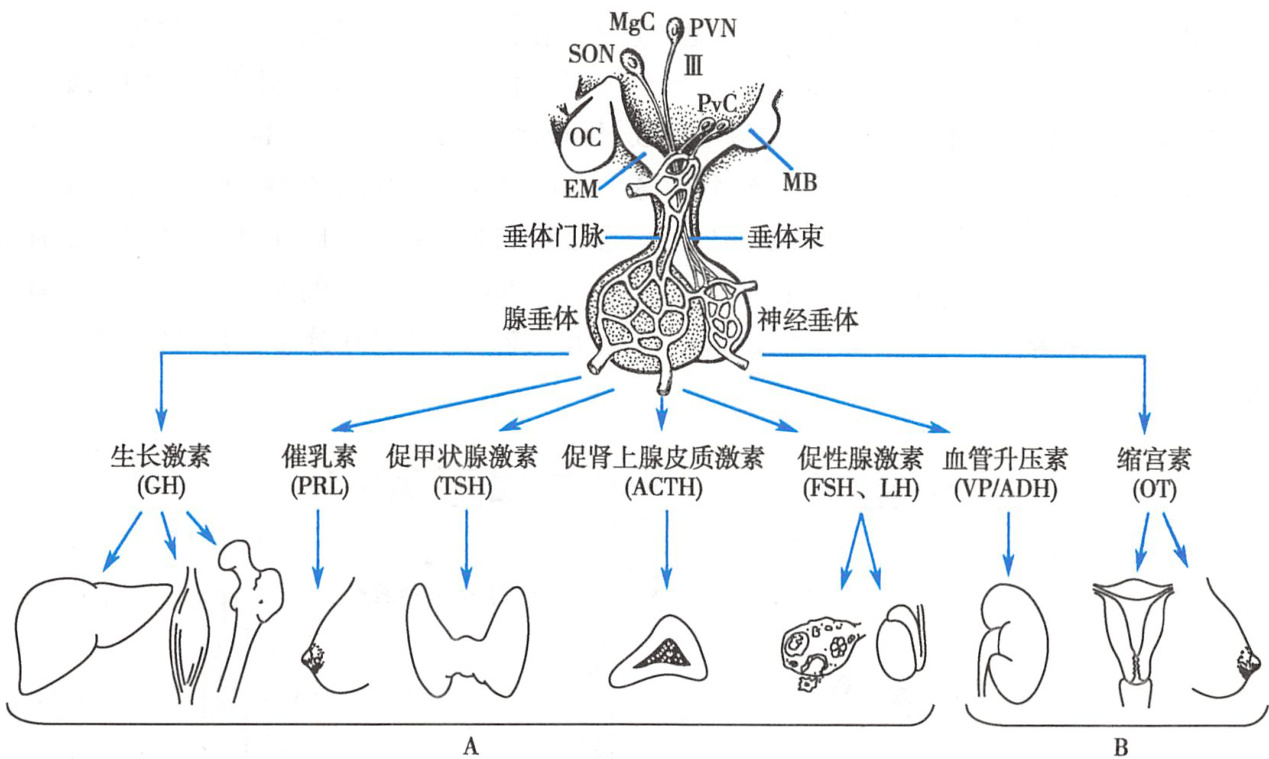 MgC
PVN
SON
Ⅲ
PvC
OC
EM
MB
垂体门脉
垂体束
腺垂体
神经垂体
生长激素
(GH)
催乳素
(PRL)
促甲状腺激素
(TSH)
促肾上腺皮质激素
(ACTH)
促性腺激素
(FSH、LH)
血管升压素
(VP/ADH)
缩宫素
(OT)
A
B